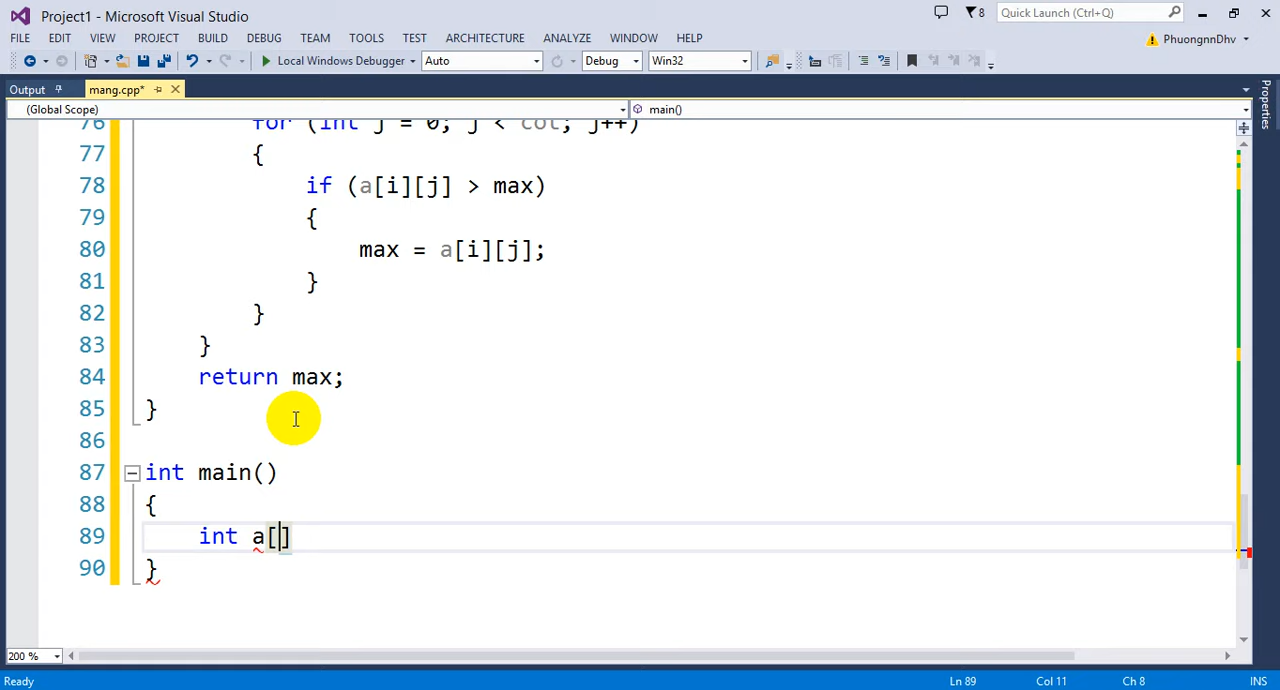 Project1 - Microsoft Visual Studio
8
Quick Launch (Ctrl+Q)
FILE EDIT VIEW PROJECT BUILD DEBUG TEAM TOOLS TEST ARCHITECTURE ANALYZE WINDOW HELP
PhuongnnDhv
Local Windows Debugger Auto Debug Win32
Output mang.cpp*
(Global Scope) main()
Properties
76 for (int j = 0; j < col; j++)
77 {
78 if (a[i][j] > max)
79 {
80 max = a[i][j];
81 }
82 }
83 }
84 return max;
85 }
86
87 int main()
88 {
89 int a[]
90 }
200 %
Ready Ln 89 Col 11 Ch 8 INS